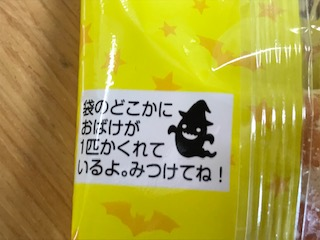 袋のどこかに
おばけが
1匹かくれて
いるよ。みつけてね!